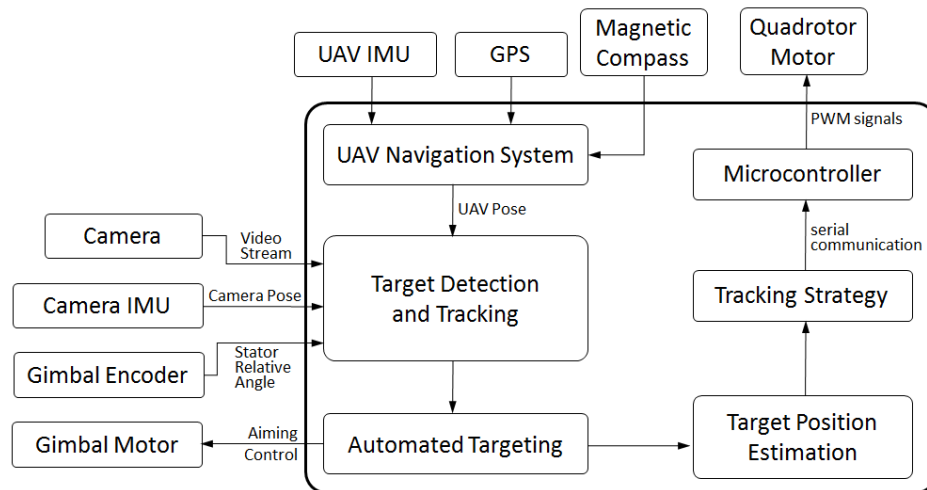 UAV IMU
GPS
Magnetic
Compass
Quadrotor
Motor
PWM signals
UAV Navigation System
Microcontroller
UAV Pose
serial
communication
Camera
Video
Stream
Target Detection
and Tracking
Camera IMU
Camera Pose
Tracking Strategy
Gimbal Encoder
Stator
Relative
Angle
Gimbal Motor
Aiming
Control
Automated Targeting
Target Position
Estimation